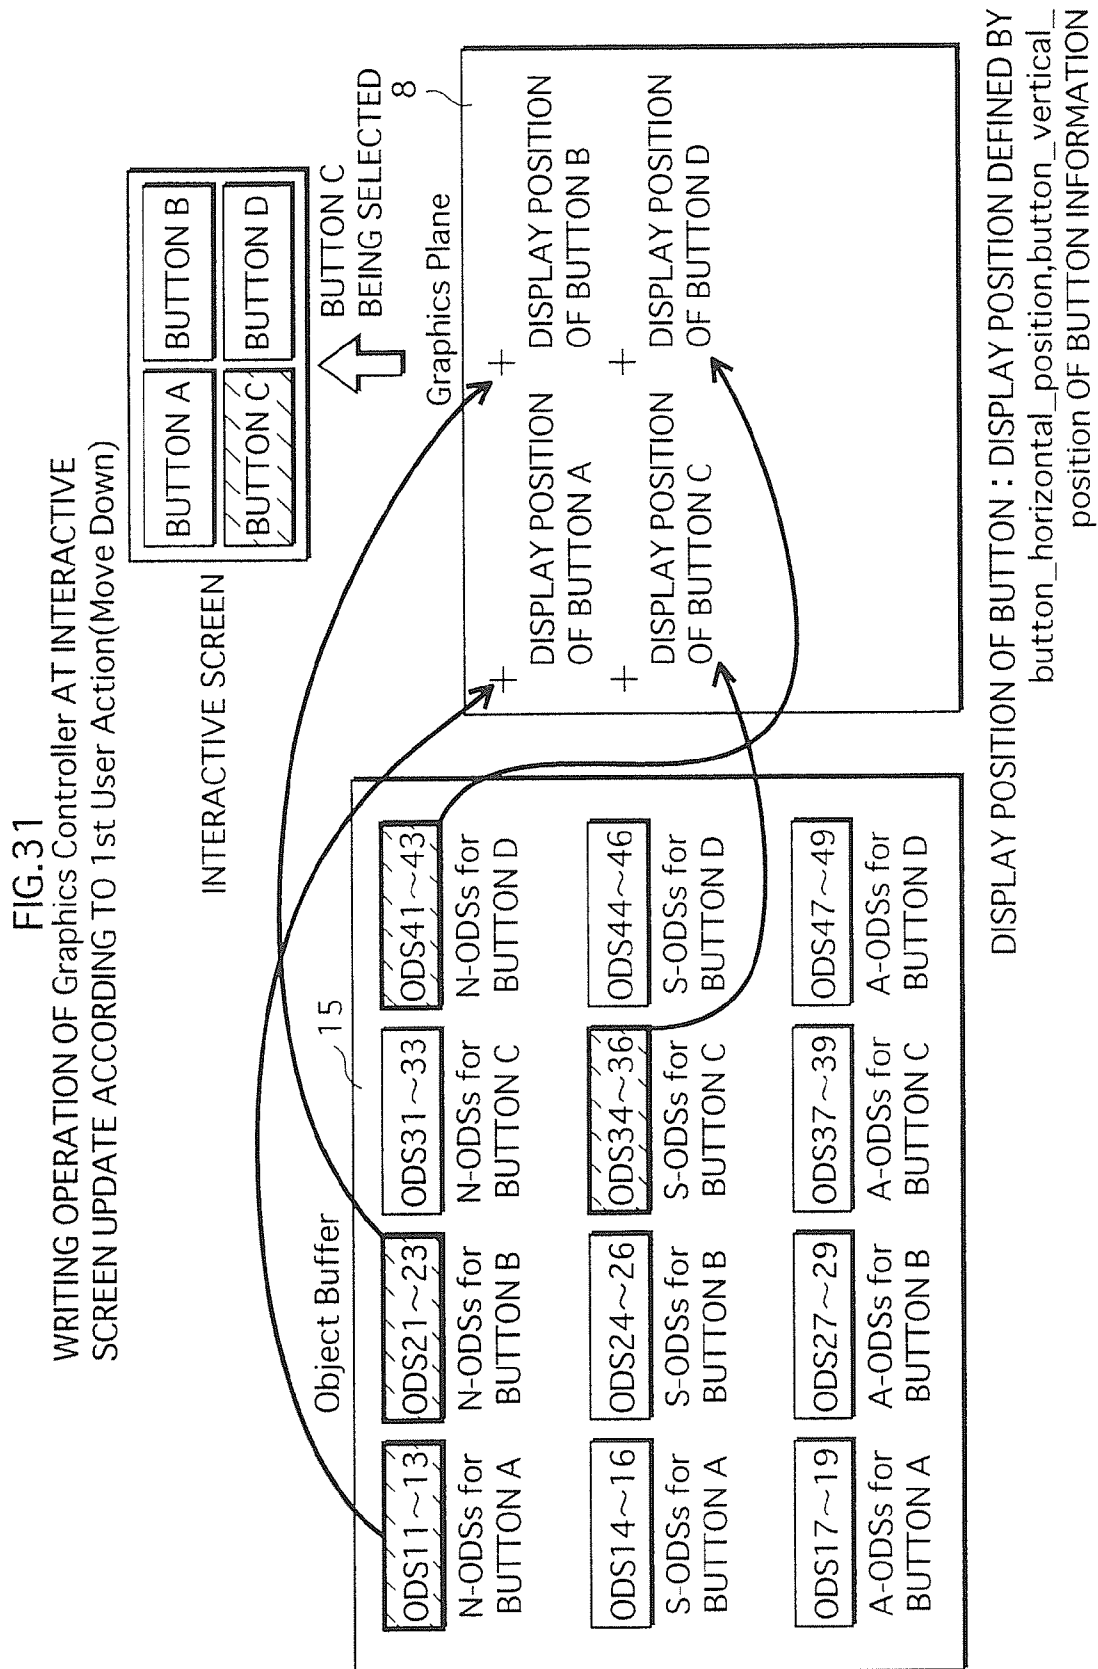 FIG.31
WRITING OPERATION OF Graphics Controller AT INTERACTIVE
SCREEN UPDATE ACCORDING TO 1st User Action(Move Down)
INTERACTIVE SCREEN
BUTTON A
BUTTON B
BUTTON C
BUTTON D
BUTTON C
BEING SELECTED
Object Buffer
15
ODS11~13
N-ODSs for
BUTTON A
ODS21~23
N-ODSs for
BUTTON B
ODS31~33
N-ODSs for
BUTTON C
ODS41~43
N-ODSs for
BUTTON D
ODS14~16
S-ODSs for
BUTTON A
ODS24~26
S-ODSs for
BUTTON B
ODS34~36
S-ODSs for
BUTTON C
ODS44~46
S-ODSs for
BUTTON D
ODS17~19
A-ODSs for
BUTTON A
ODS27~29
A-ODSs for
BUTTON B
ODS37~39
A-ODSs for
BUTTON C
ODS47~49
A-ODSs for
BUTTON D
Graphics Plane
8
DISPLAY POSITION
OF BUTTON A
DISPLAY POSITION
OF BUTTON B
DISPLAY POSITION
OF BUTTON C
DISPLAY POSITION
OF BUTTON D
DISPLAY POSITION OF BUTTON : DISPLAY POSITION DEFINED BY
button_horizontal_position,button_vertical_
position OF BUTTON INFORMATION